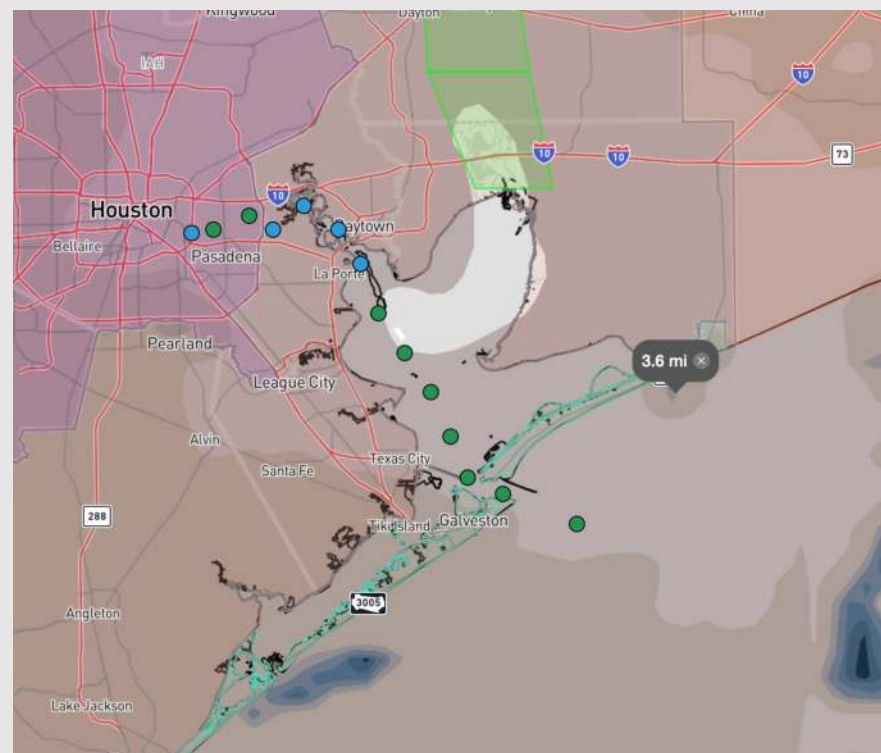 Kingwood
Dayton
China
IAH
10
10
10
73
10
Houston
Baytown
Bellaire
Pasadena
La Porte
Pearland
3.6 mi
League City
Alvin
Texas City
Santa Fe
288
Tiki Island
Galveston
3005
Angleton
Lake Jackson